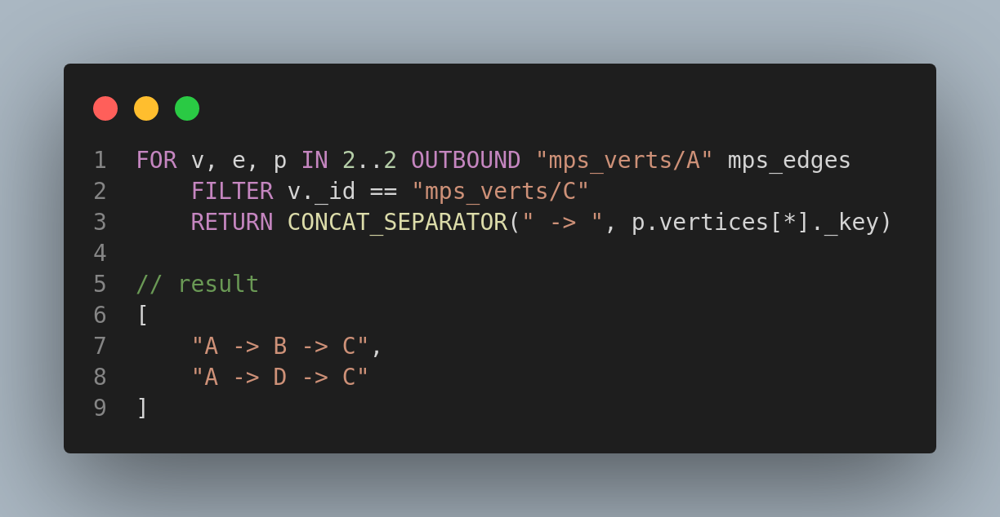 1 FOR v, e, p IN 2..2 OUTBOUND "mps_verts/A" mps_edges
2     FILTER v._id == "mps_verts/C"
3     RETURN CONCAT_SEPARATOR(" -> ", p.vertices[*]._key)
4
5 // result
6 [
7     "A -> B -> C",
8     "A -> D -> C"
9 ]